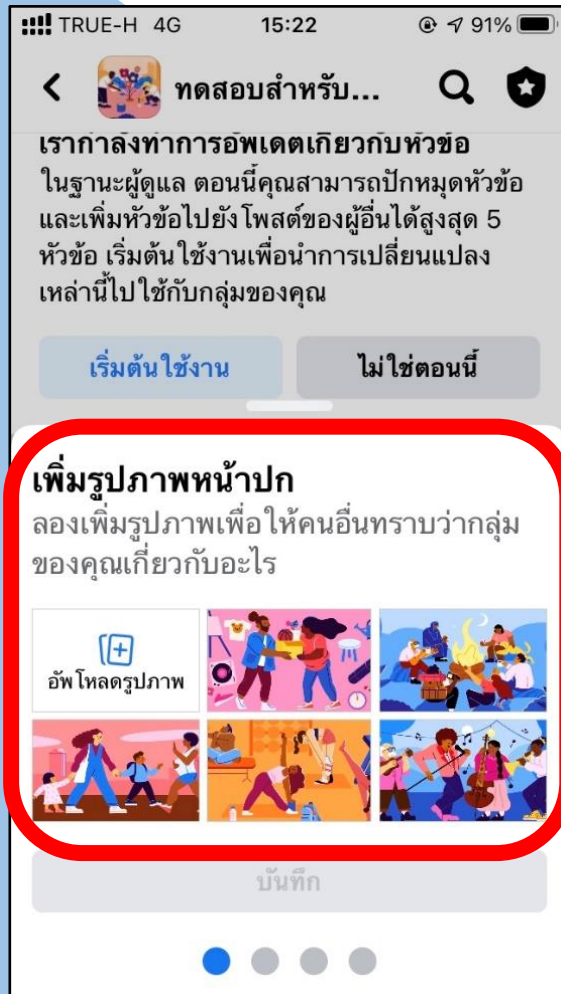 TRUE-H 4G 15:22 91%
ทดสอบสำหรับ...
เรากำลังทำการอัพเดตเกี่ยวกับหัวข้อ
ในฐานะผู้ดูแล ตอนนี้คุณสามารถปักหมุดหัวข้อ
และเพิ่มหัวข้อไปยังโพสต์ของผู้อื่นได้สูงสุด 5
หัวข้อ เริ่มต้นใช้งานเพื่อนำการเปลี่ยนแปลง
เหล่านี้ไปใช้กับกลุ่มของคุณ
เริ่มต้นใช้งาน ไม่ใช่ตอนนี้
เพิ่มรูปภาพหน้าปก
ลองเพิ่มรูปภาพเพื่อให้คนอื่นทราบว่ากลุ่ม
ของคุณเกี่ยวกับอะไร
อัพโหลดรูปภาพ
บันทึก